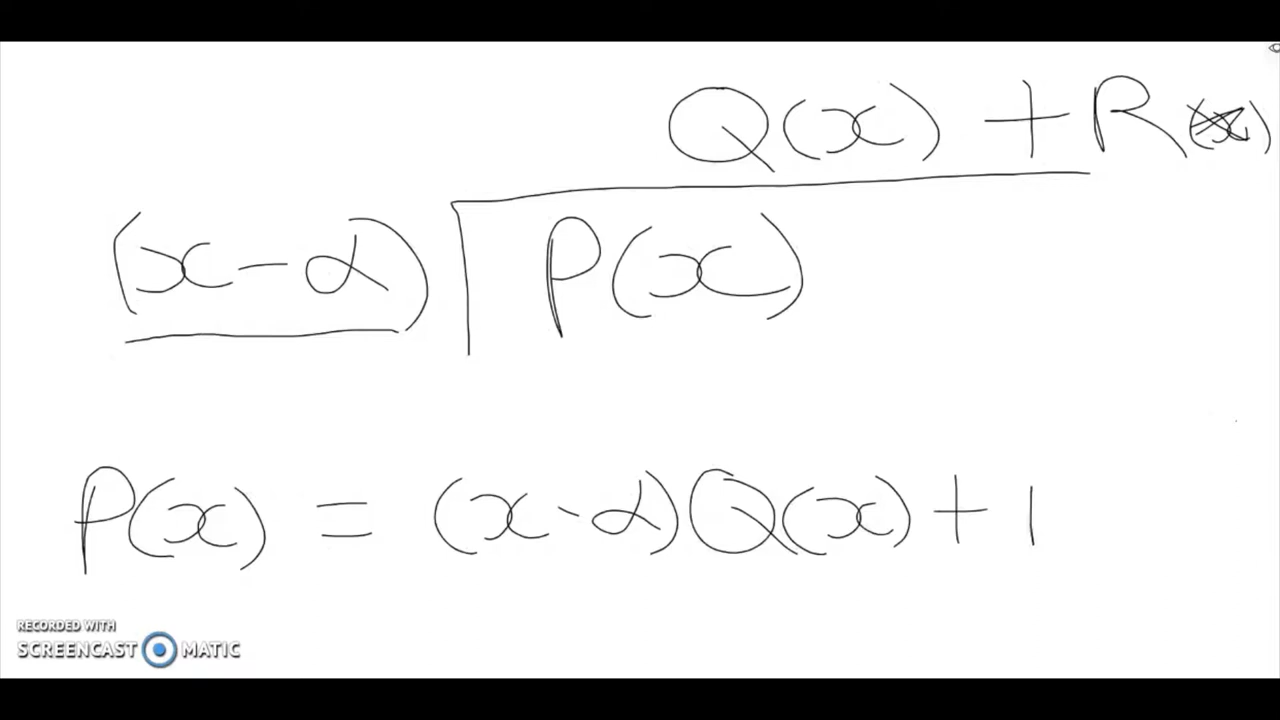 Q(x) + R(x)
(x-α) P(x)
P(x) = (x-α)Q(x) + 1
RECORDED WITH
SCREENCAST MATIC